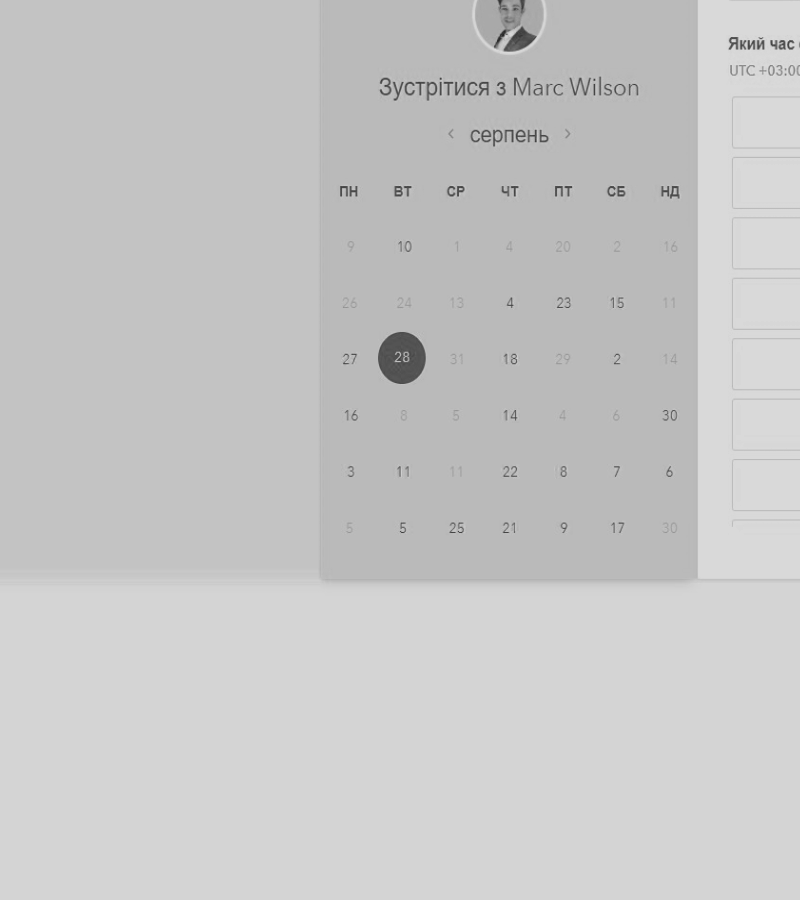 Зустрітися з Marc Wilson
‹ серпень ›
ПН ВТ СР ЧТ ПТ СБ НД
9 10 1 4 20 2 16
26 24 13 4 23 15 11
27 28 31 18 29 2 14
16 8 5 14 4 6 30
3 11 11 22 8 7 6
5 5 25 21 9 17 30
Який час
UTC +03:00